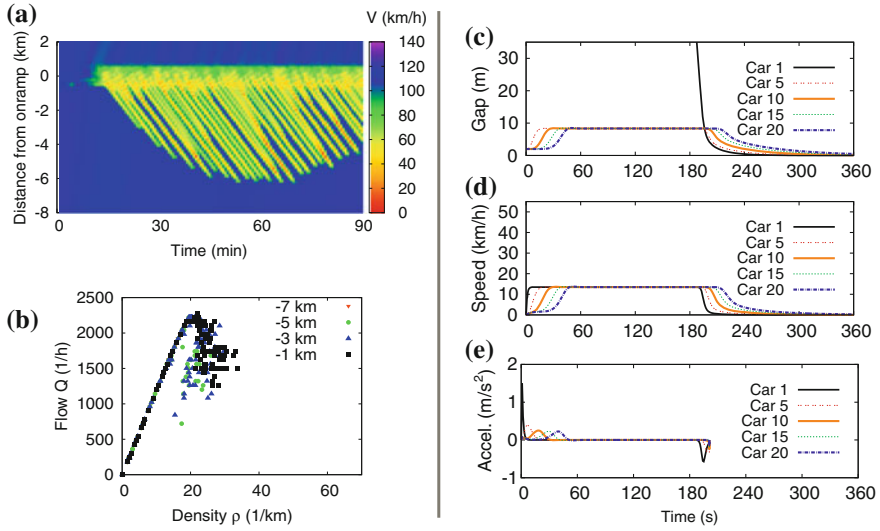 (a)
V (km/h)
Distance from onramp (km)
2
0
-2
-4
-6
-8
0 30 60 90
Time (min)
140
120
100
80
60
40
20
0
(b)
Flow Q (1/h)
2500
2000
1500
1000
500
0
0 20 40 60
Density ρ (1/km)
-7 km
-5 km
-3 km
-1 km
(c)
Gap (m)
30
20
10
0
0 60 120 180 240 300 360
Car 1
Car 5
Car 10
Car 15
Car 20
(d)
Speed (km/h)
50
40
30
20
10
0
0 60 120 180 240 300 360
Car 1
Car 5
Car 10
Car 15
Car 20
(e)
Accel. (m/s²)
2
1
0
-1
0 60 120 180 240 300 360
Time (s)
Car 1
Car 5
Car 10
Car 15
Car 20